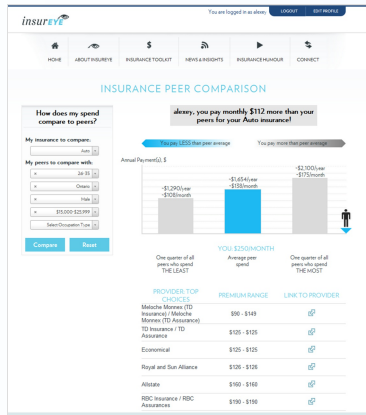 insurEYE
You are logged in as alexey
LOGOUT
EDIT PROFILE
HOME
ABOUT INSUREYE
INSURANCE TOOLKIT
NEWS & INSIGHTS
INSURANCE HUMOUR
CONNECT
INSURANCE PEER COMPARISON
How does my spend
compare to peers?
My insurance to compare:
Auto
My peers to compare with:
26-35
Ontario
Male
Select Occupation Type
Compare
Reset
alexey, you pay monthly $112 more than your
peers for your Auto insurance!
You pay LESS than peer average
You pay more than peer average
Annual Payment(s), $
~$1,290/year
~$108/month
~$1,654/year
~$138/month
~$2,100/year
~$175/month
YOU $250/MONTH
One quarter of all
peers who spend
THE LEAST
Average peer
spend
One quarter of all
peers who spend
THE MOST
PROVIDER: TOP
CHOICES
PREMIUM RANGE
LINK TO PROVIDER
Meloche Monnex (TD
Insurance) / Meloche
Monnex (TD Assurance)
$90 - $149
TD Insurance / TD
Assurance
$125 - $125
Economical
$125 - $125
Royal and Sun Alliance
$126 - $126
Allstate
$160 - $160
RBC Insurance / RBC
Assurances
$190 - $190